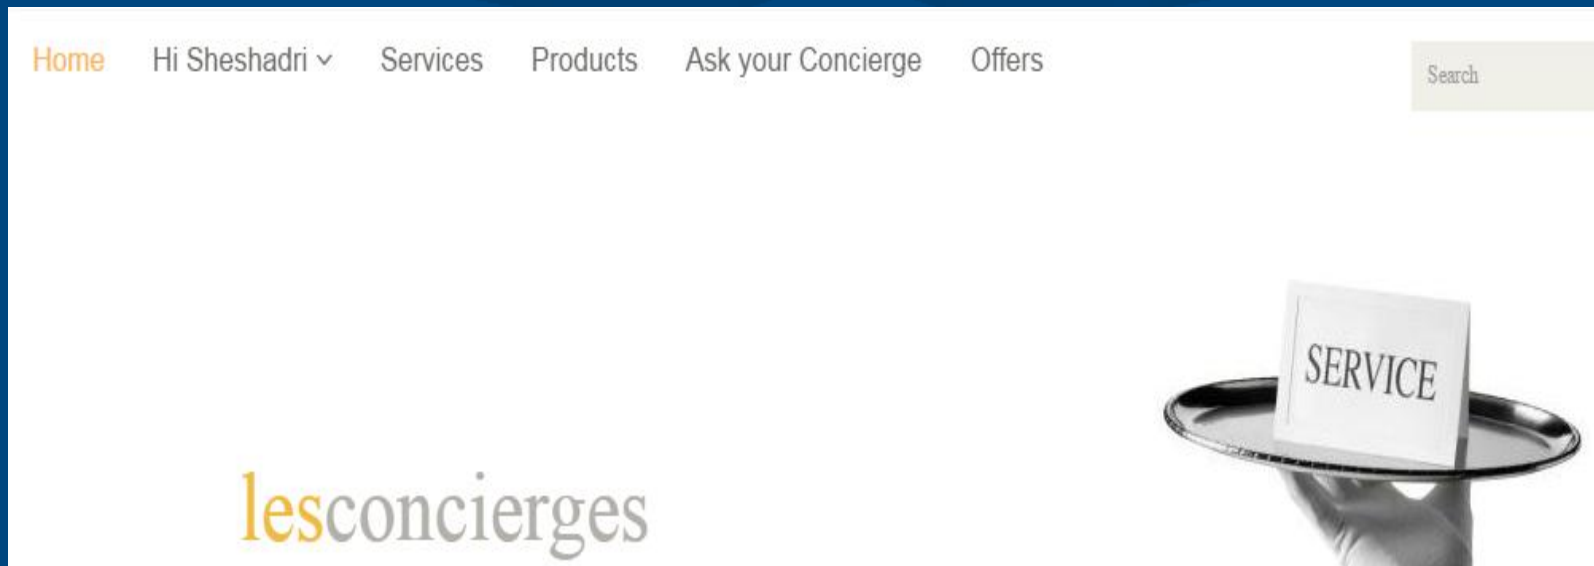 Home Hi Sheshadri Services Products Ask your Concierge Offers
Search
SERVICE
lesconcierges